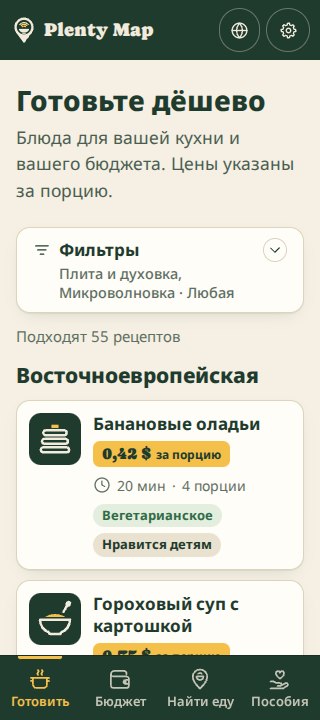 Plenty Map
Готовьте дёшево
Блюда для вашей кухни и
вашего бюджета. Цены указаны
за порцию.
Фильтры
Плита и духовка,
Микроволновка · Любая
Подходят 55 рецептов
Восточноевропейская
Банановые оладьи
0,42 $ за порцию
20 мин · 4 порции
Вегетарианское
Нравится детям
Гороховый суп с
картошкой
Готовить
Бюджет
Найти еду
Пособия